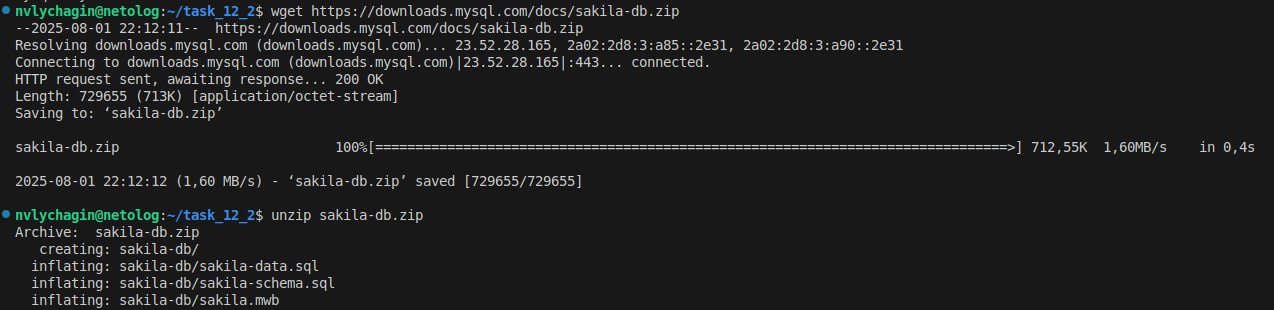 nvlychagin@netolog:~/task_12_2$ wget https://downloads.mysql.com/docs/sakila-db.zip
--2025-08-01 22:12:11--  https://downloads.mysql.com/docs/sakila-db.zip
Resolving downloads.mysql.com (downloads.mysql.com)... 23.52.28.165, 2a02:2d8:3:a85::2e31, 2a02:2d8:3:a90::2e31
Connecting to downloads.mysql.com (downloads.mysql.com)|23.52.28.165|:443... connected.
HTTP request sent, awaiting response... 200 OK
Length: 729655 (713K) [application/octet-stream]
Saving to: ‘sakila-db.zip’
sakila-db.zip                           100%[===============================================================================>] 712,55K  1,60MB/s    in 0,4s
2025-08-01 22:12:12 (1,60 MB/s) - ‘sakila-db.zip’ saved [729655/729655]
nvlychagin@netolog:~/task_12_2$ unzip sakila-db.zip
Archive:  sakila-db.zip
   creating: sakila-db/
  inflating: sakila-db/sakila-data.sql
  inflating: sakila-db/sakila-schema.sql
  inflating: sakila-db/sakila.mwb